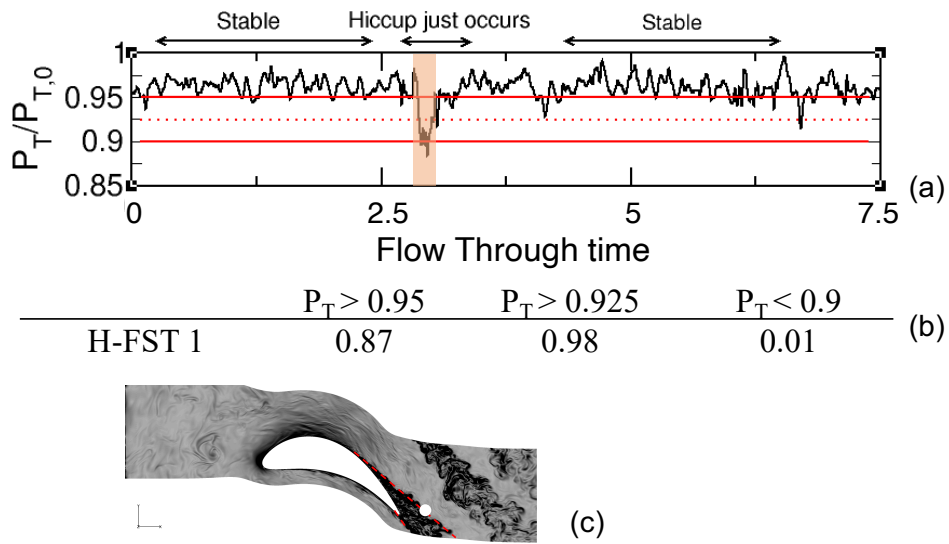 Stable Hiccup just occurs Stable
1
0.95
0.9
0.85
P_T/P_T,0
0 2.5 5 7.5
(a)
Flow Through time
P_T > 0.95 P_T > 0.925 P_T < 0.9
(b)
H-FST 1 0.87 0.98 0.01
(c)